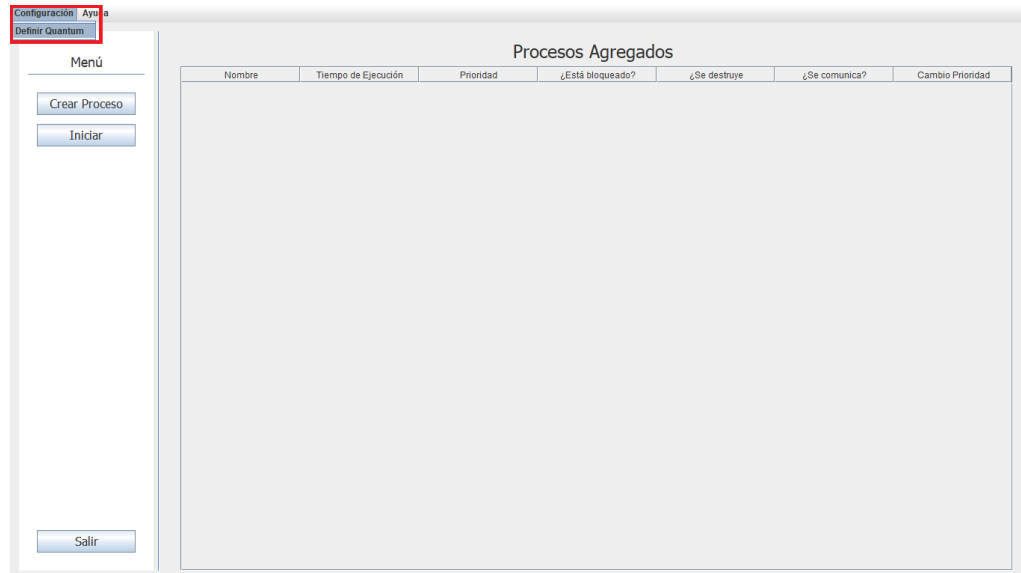 Configuración Ayuda
Definir Quantum
Menú
Crear Proceso
Iniciar
Salir
Procesos Agregados
Nombre Tiempo de Ejecución Prioridad ¿Está bloqueado? ¿Se destruye ¿Se comunica? Cambio Prioridad